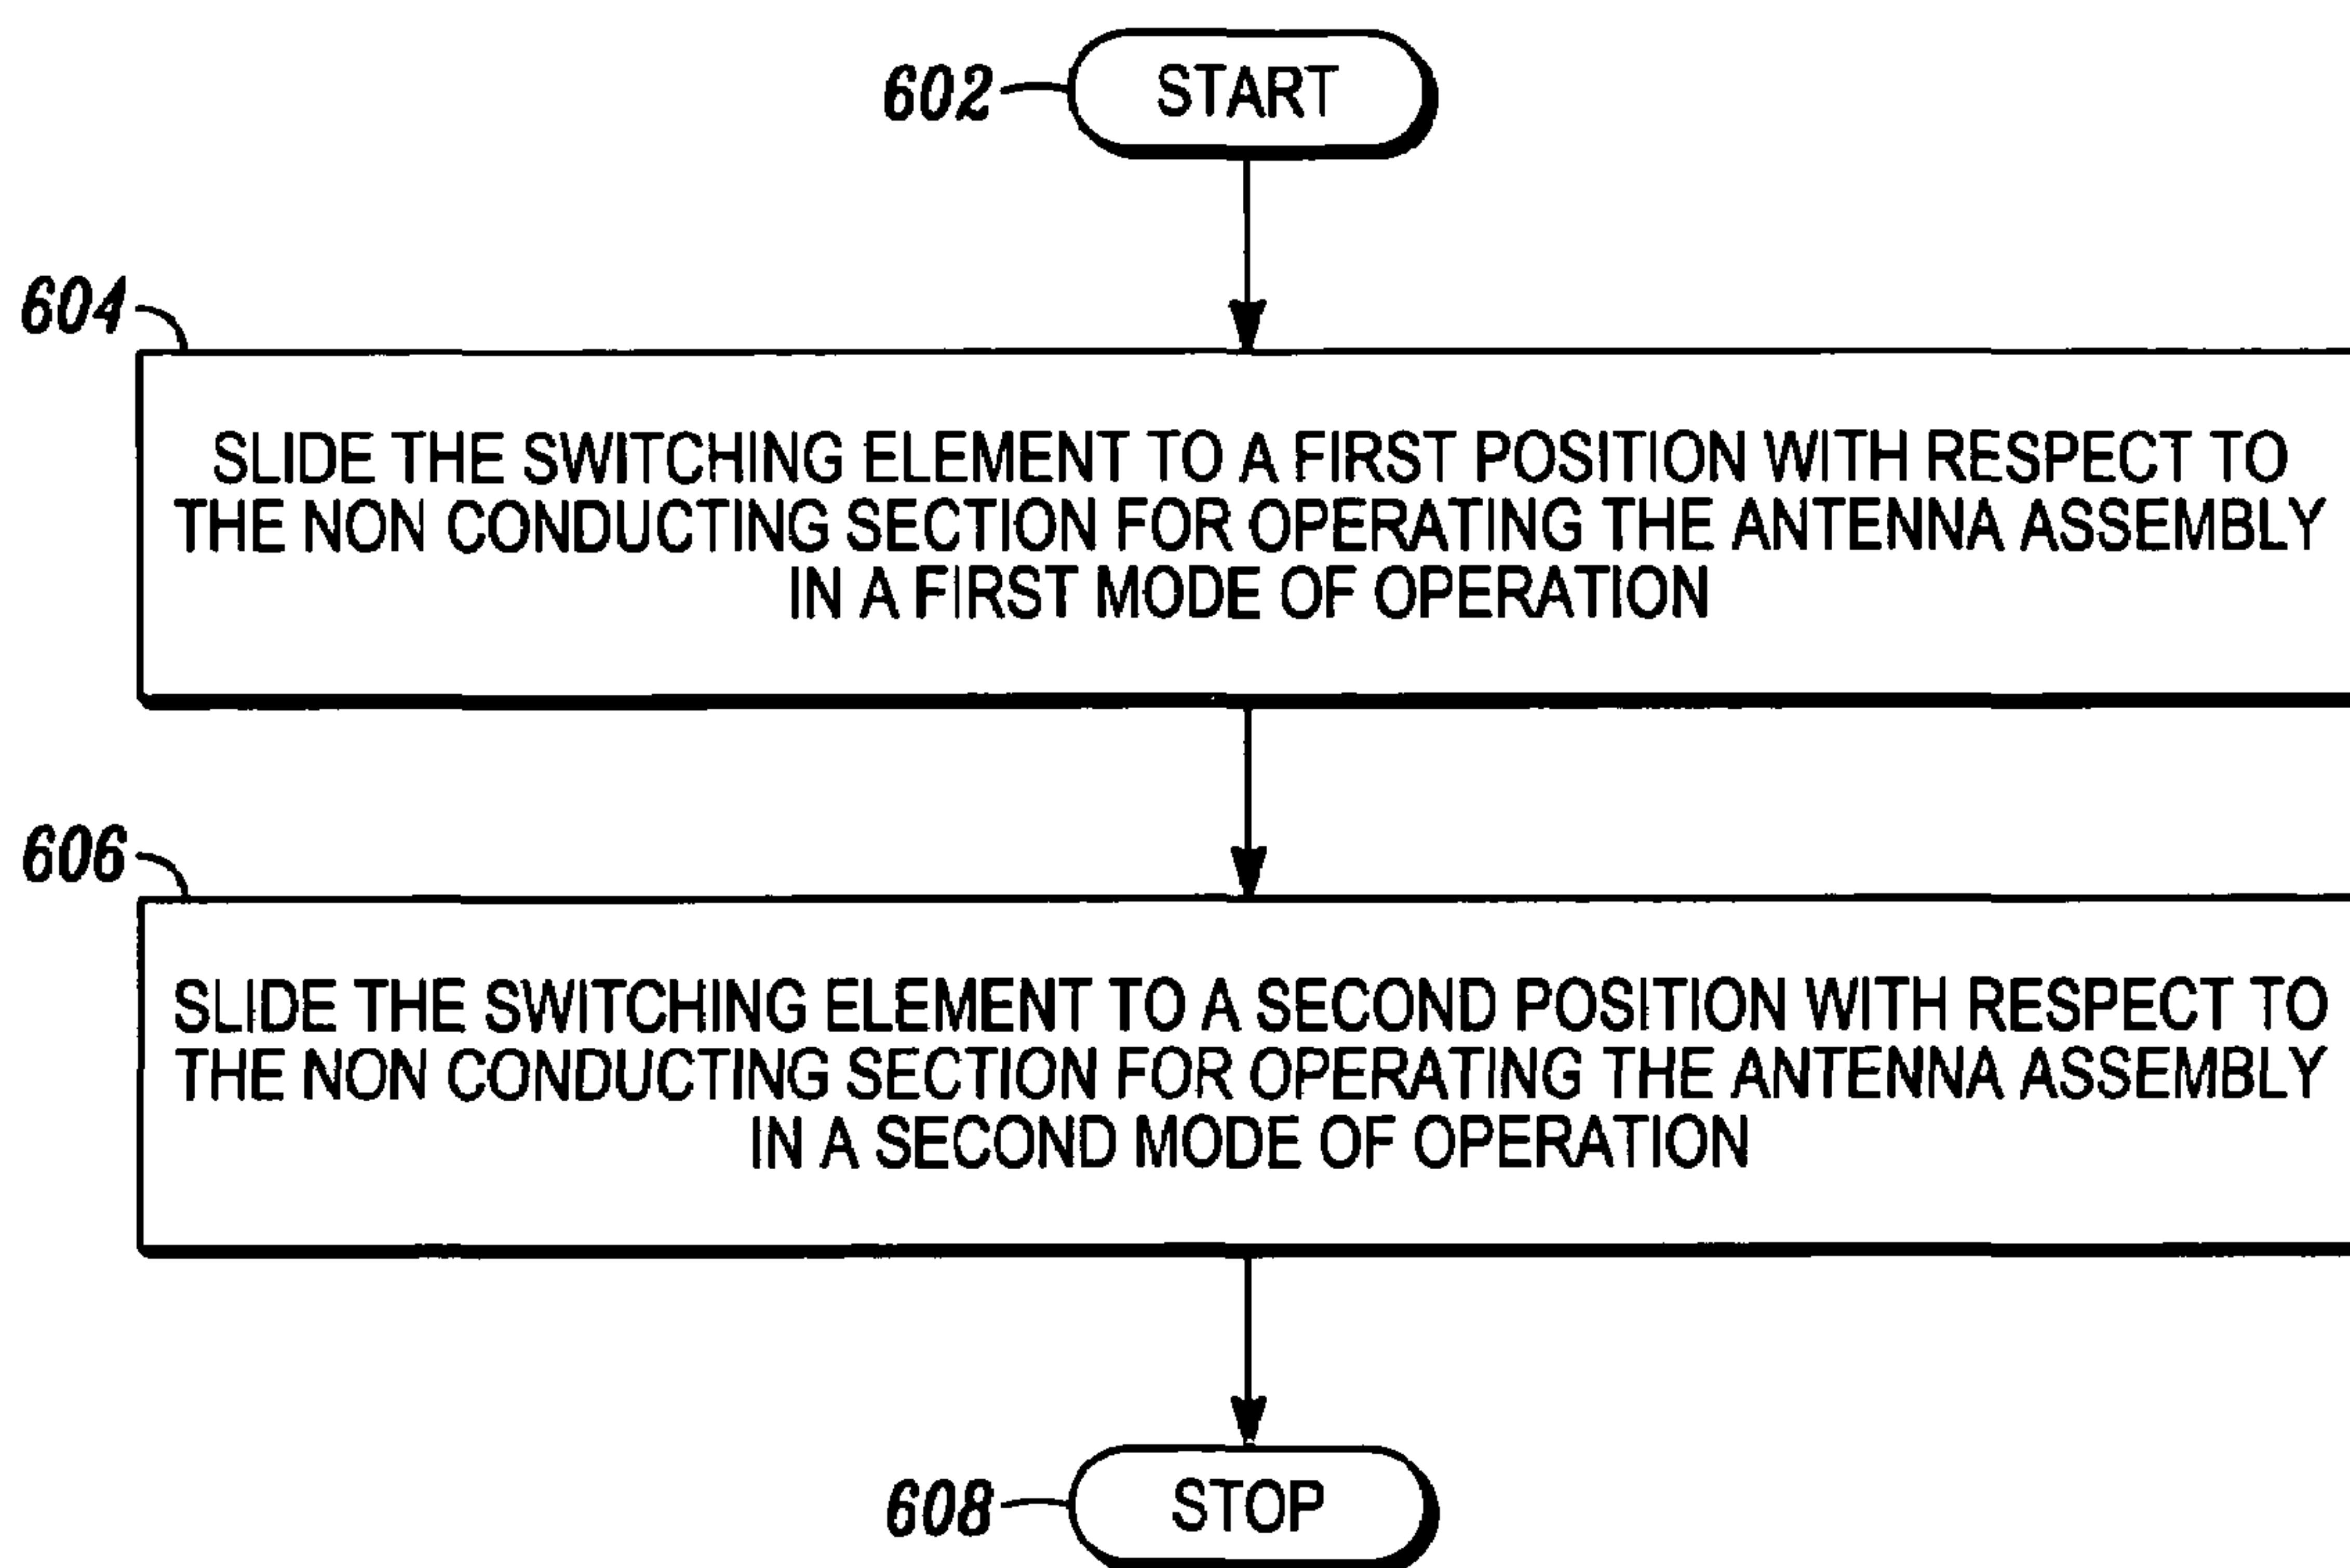 602
START
604
SLIDE THE SWITCHING ELEMENT TO A FIRST POSITION WITH RESPECT TO
THE NON CONDUCTING SECTION FOR OPERATING THE ANTENNA ASSEMBLY
IN A FIRST MODE OF OPERATION
606
SLIDE THE SWITCHING ELEMENT TO A SECOND POSITION WITH RESPECT TO
THE NON CONDUCTING SECTION FOR OPERATING THE ANTENNA ASSEMBLY
IN A SECOND MODE OF OPERATION
608
STOP